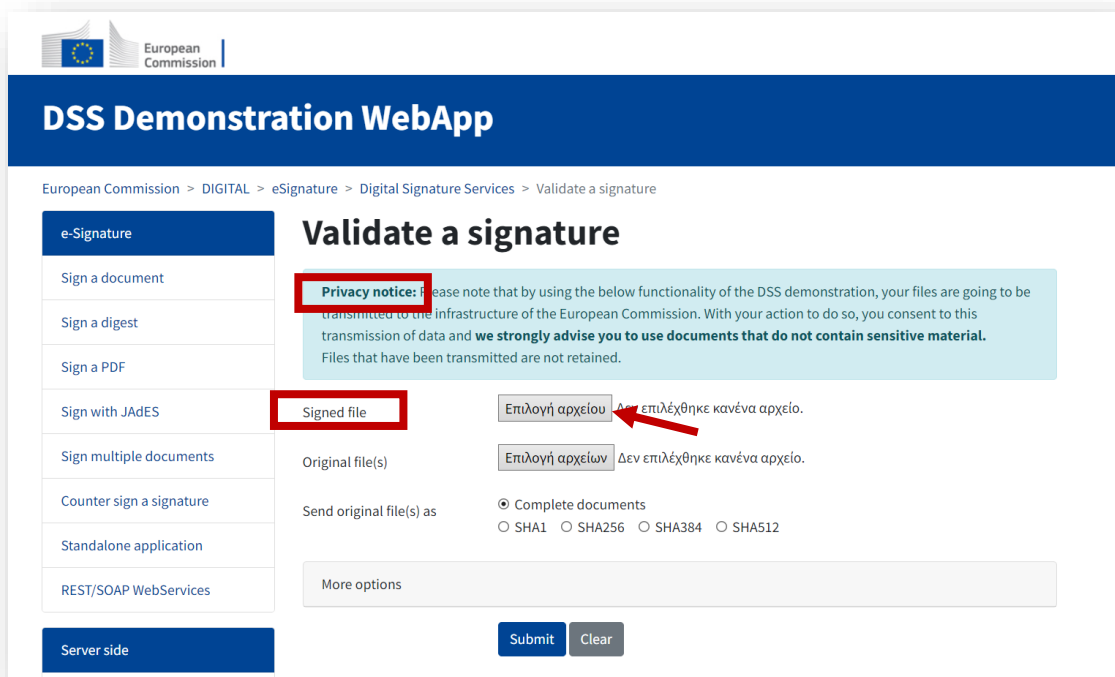 European
Commission
DSS Demonstration WebApp
European Commission > DIGITAL > eSignature > Digital Signature Services > Validate a signature
e-Signature
Sign a document
Sign a digest
Sign a PDF
Sign with JAdES
Sign multiple documents
Counter sign a signature
Standalone application
REST/SOAP WebServices
Server side
Validate a signature
Privacy notice: Please note that by using the below functionality of the DSS demonstration, your files are going to be
transmitted to the infrastructure of the European Commission. With your action to do so, you consent to this
transmission of data and we strongly advise you to use documents that do not contain sensitive material.
Files that have been transmitted are not retained.
Signed file Επιλογή αρχείου Δεν επιλέχθηκε κανένα αρχείο.
Original file(s) Επιλογή αρχείων Δεν επιλέχθηκε κανένα αρχείο.
Send original file(s) as Complete documents
SHA1 SHA256 SHA384 SHA512
More options
Submit Clear